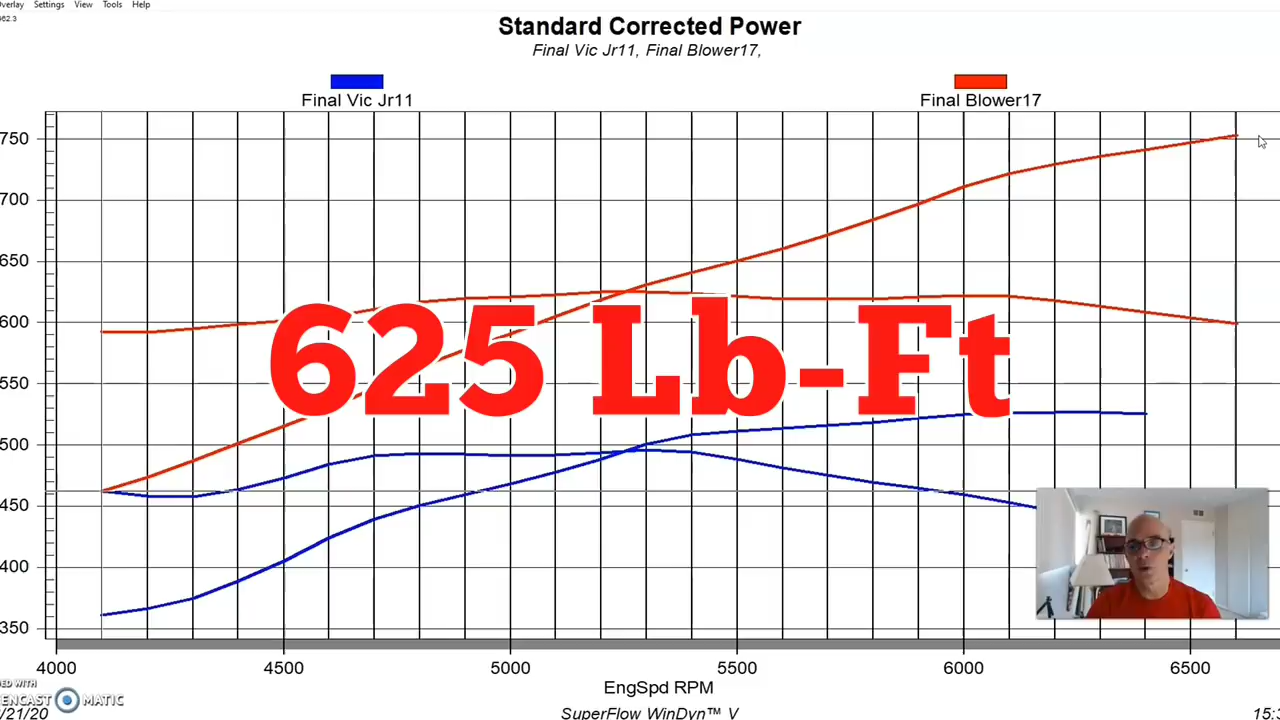 Settings View Tools Help
Standard Corrected Power
Final Vic Jr11, Final Blower17,
Final Vic Jr11
Final Blower17
750
700
650
600
550
500
450
400
350
625 Lb-Ft
4000 4500 5000 5500 6000 6500
EngSpd RPM
MATIC
SuperFlow WinDyn™ V